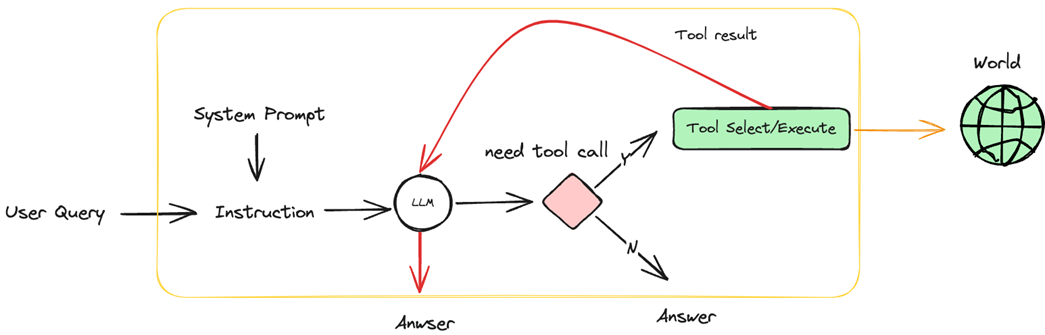 Tool result
World
System Prompt
Tool Select/Execute
need tool call
Y
LLM
User Query
Instruction
N
Anwser
Answer